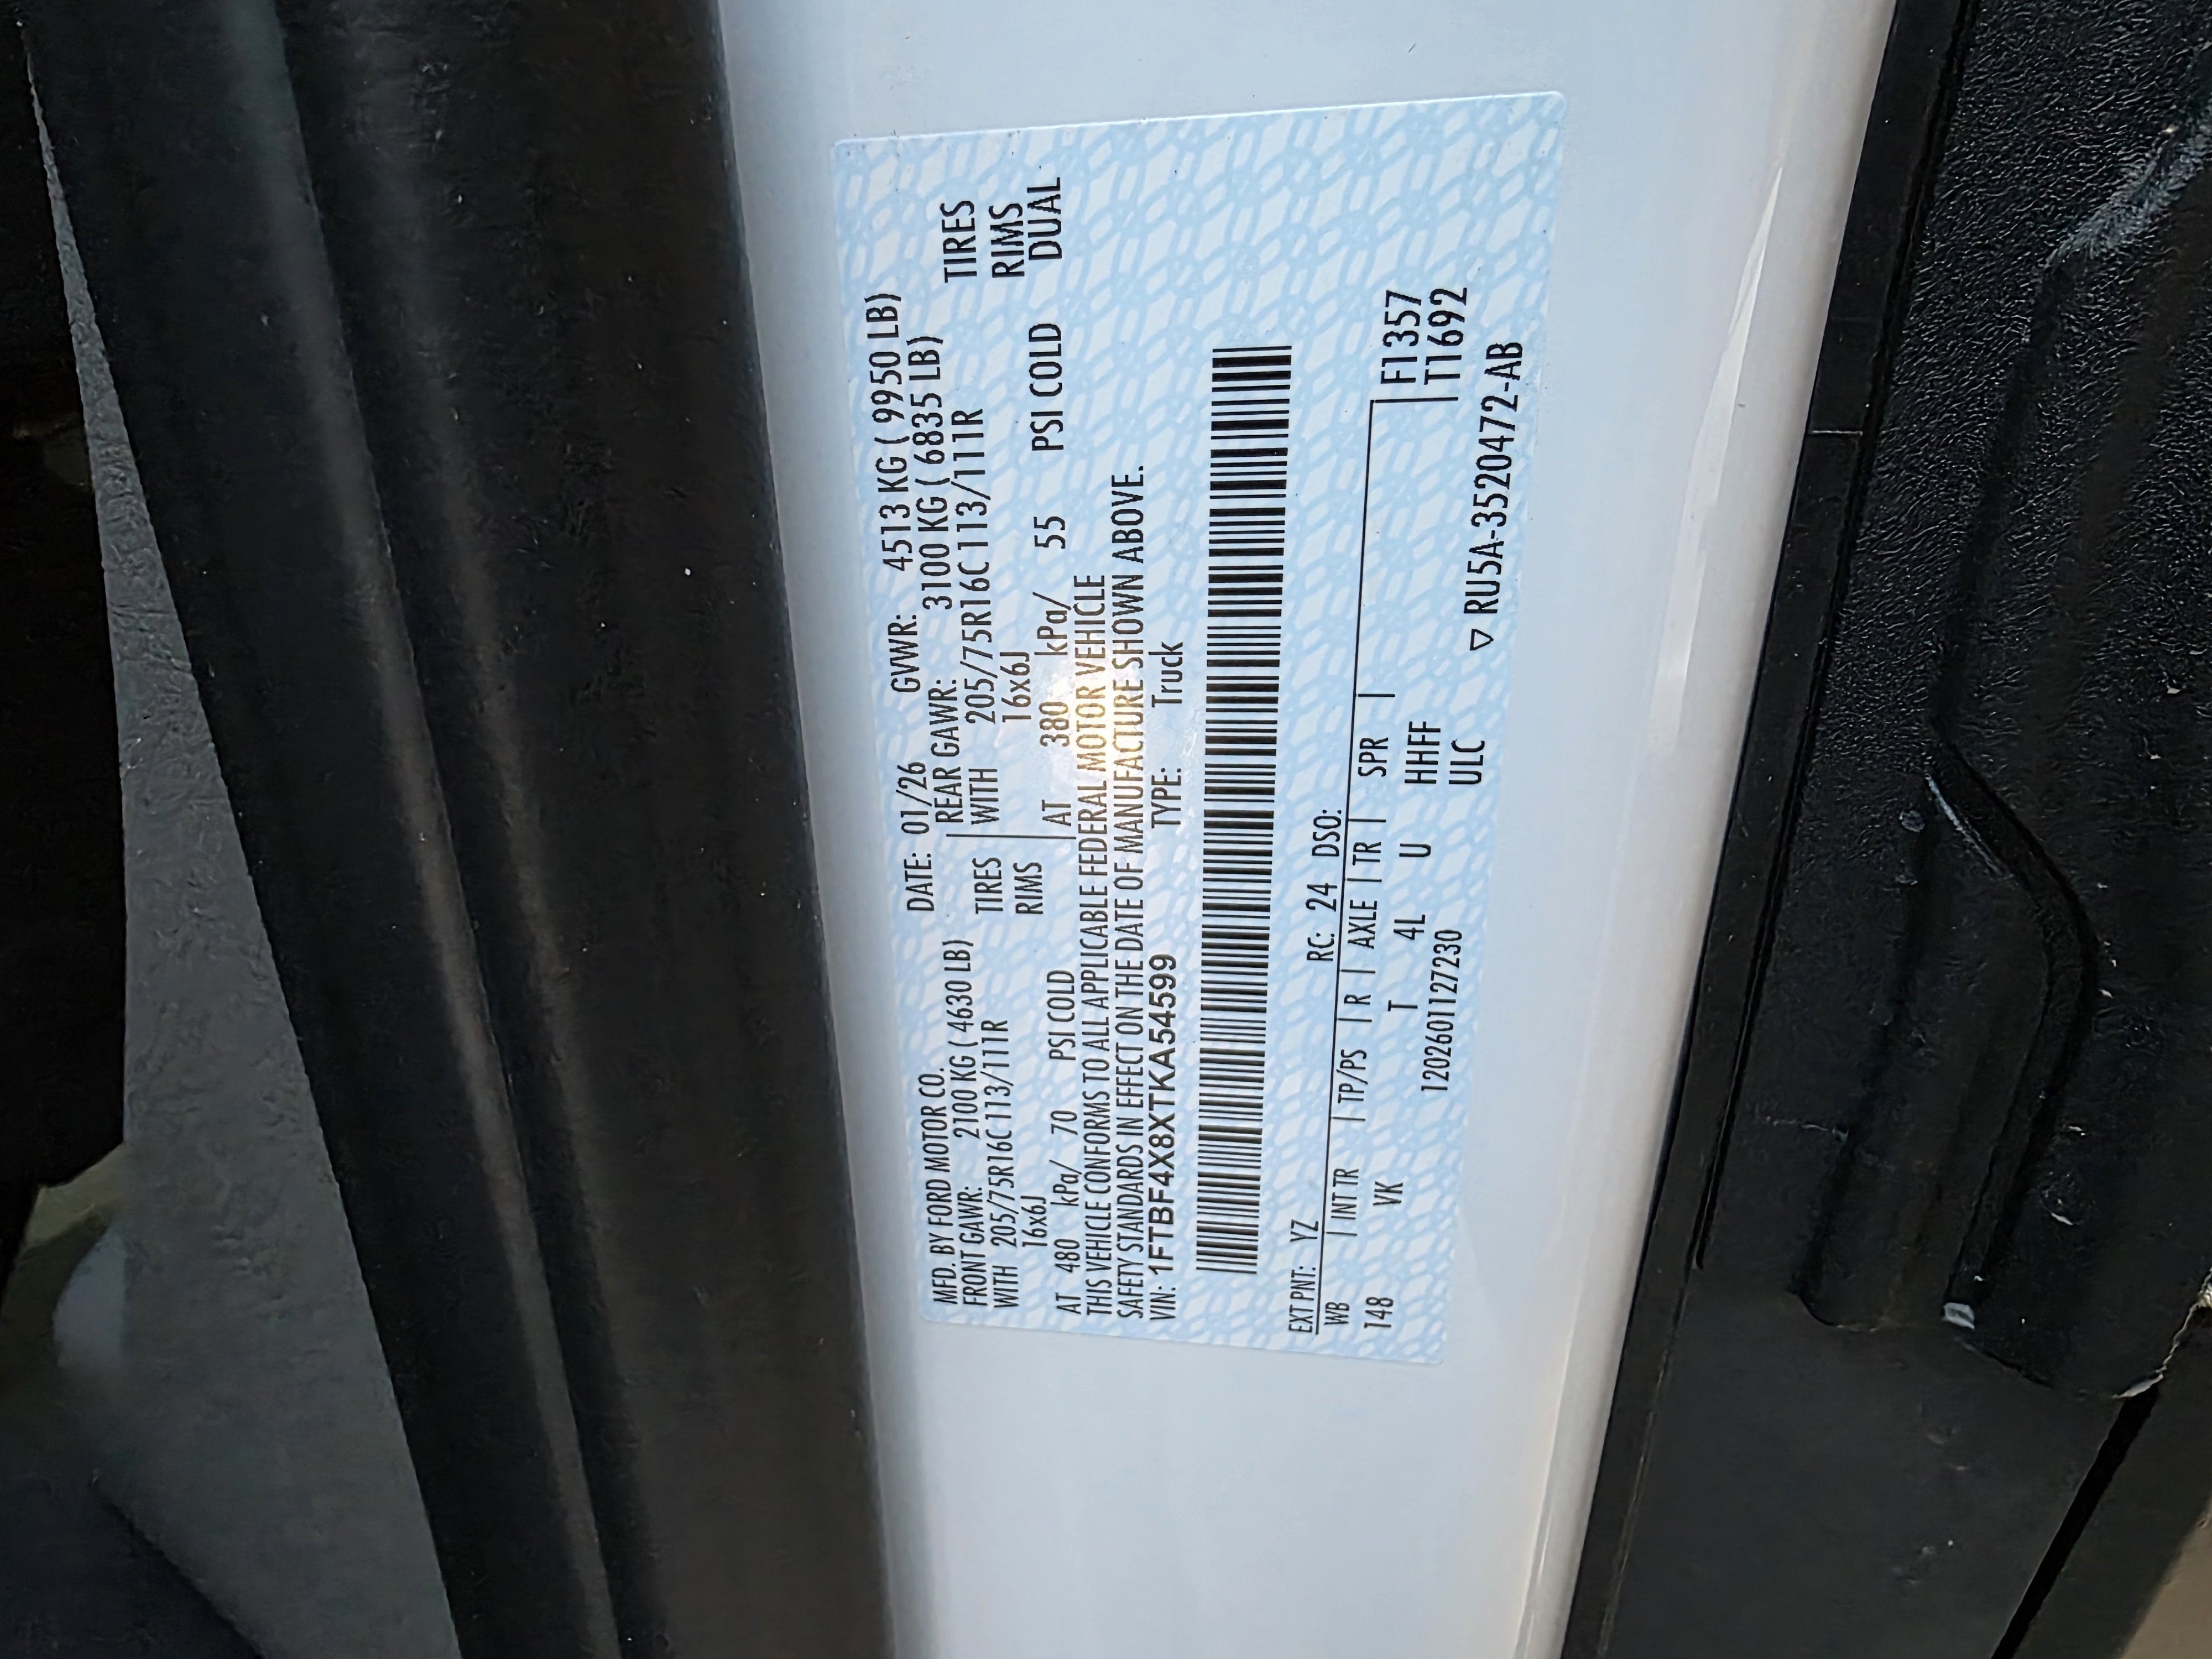 MFD. BY FORD MOTOR CO. DATE: 01/26 GVWR: 4513 KG ( 9950 LB)
FRONT GAWR: 2100 KG ( 4630 LB) REAR GAWR: 3100 KG ( 6835 LB)
WITH 205/75R16C 113/111R TIRES WITH 205/75R16C 113/111R TIRES
16x6J RIMS 16x6J RIMS
AT 480 kPa/ 70 PSI COLD AT 380 kPa/ 55 PSI COLD DUAL
THIS VEHICLE CONFORMS TO ALL APPLICABLE FEDERAL MOTOR VEHICLE
SAFETY STANDARDS IN EFFECT ON THE DATE OF MANUFACTURE SHOWN ABOVE.
VIN: 1FTBF4X8XTKA54599 TYPE: Truck
EXT PNT: YZ RC: 24 DSO:
WB | INT TR | TP/PS | R | AXLE | TR | SPR |
148 VK T 4L U HHFF F1357
1202601127230 ULC T1692
▽ RU5A-3520472-AB